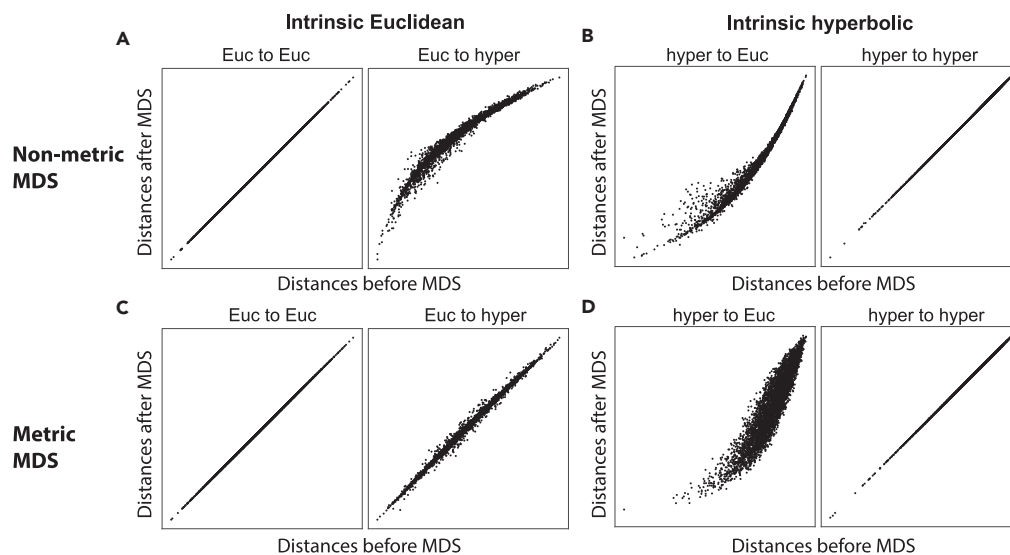 Intrinsic Euclidean
Intrinsic hyperbolic
A
B
Euc to Euc
Euc to hyper
hyper to Euc
hyper to hyper
Non-metric
MDS
Distances after MDS
Distances after MDS
Distances before MDS
Distances before MDS
C
D
Euc to Euc
Euc to hyper
hyper to Euc
hyper to hyper
Metric
MDS
Distances after MDS
Distances after MDS
Distances before MDS
Distances before MDS